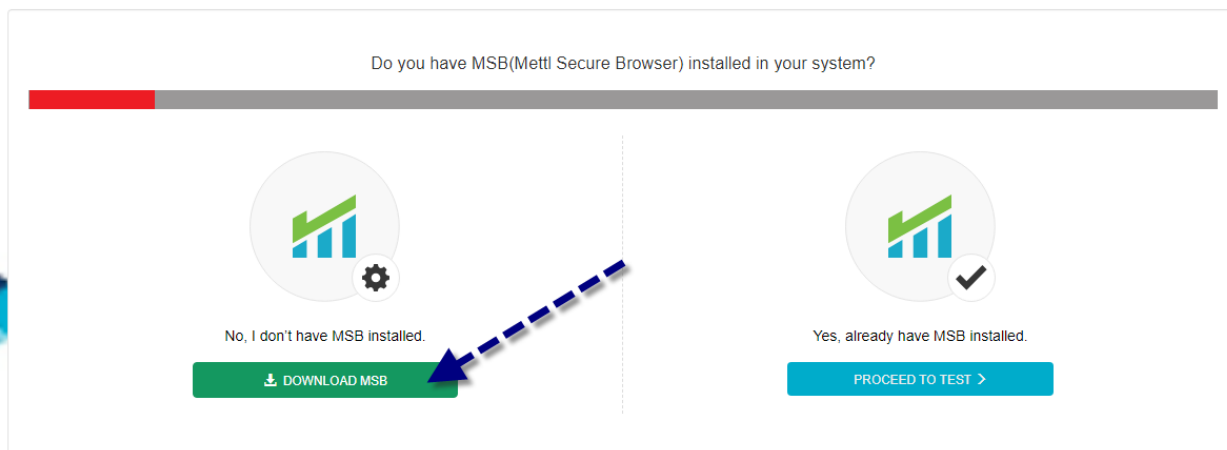 Do you have MSB(Mettl Secure Browser) installed in your system?
No, I don't have MSB installed.
DOWNLOAD MSB
Yes, already have MSB installed.
PROCEED TO TEST >